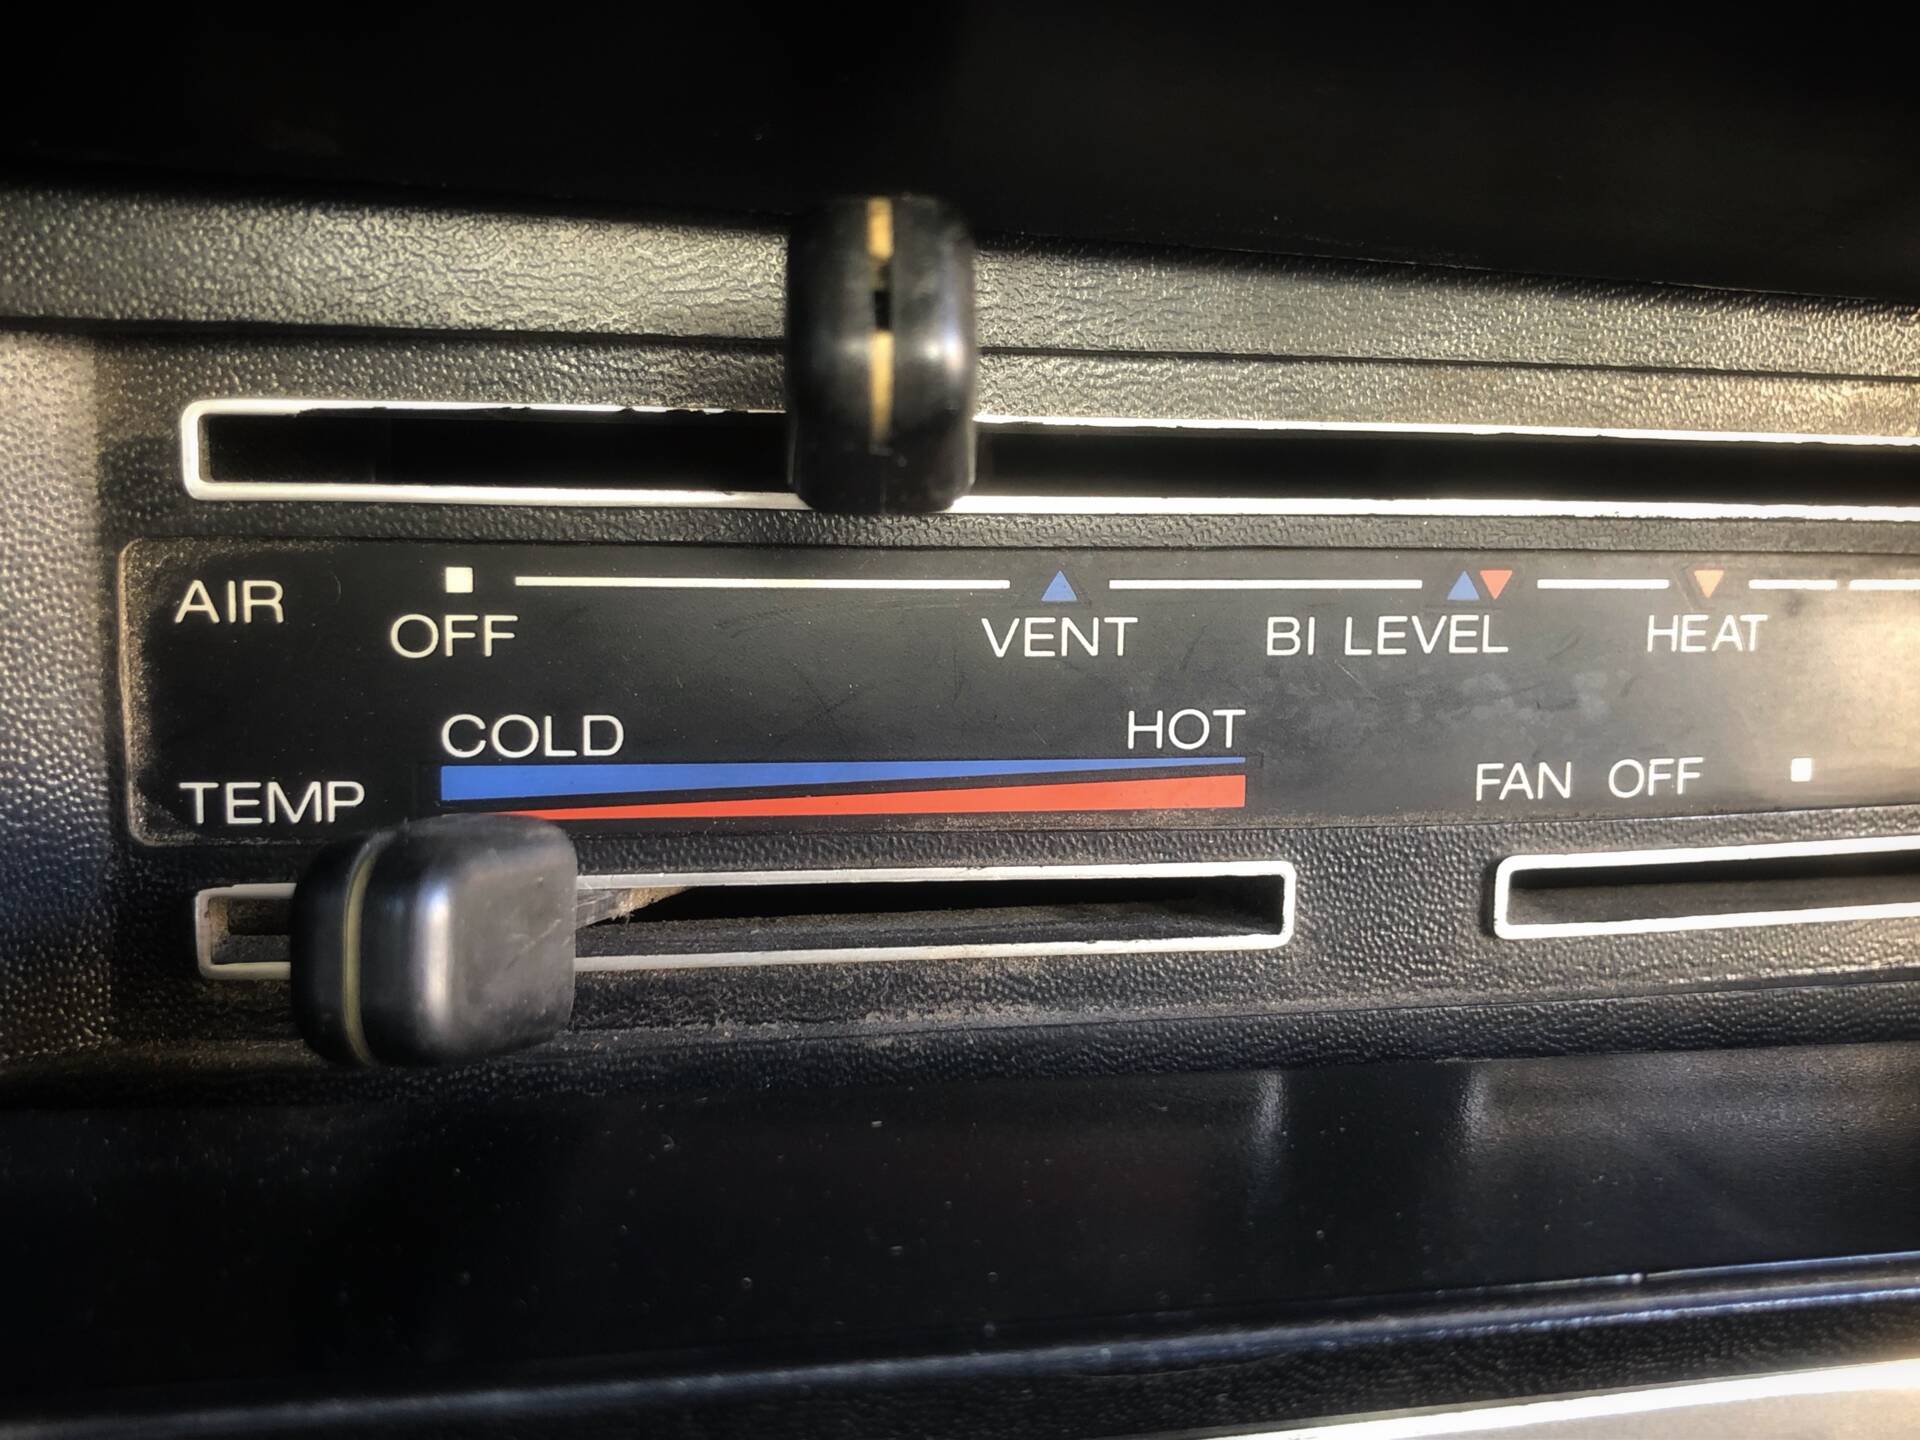 AIR OFF VENT BI LEVEL HEAT
COLD HOT
TEMP FAN OFF